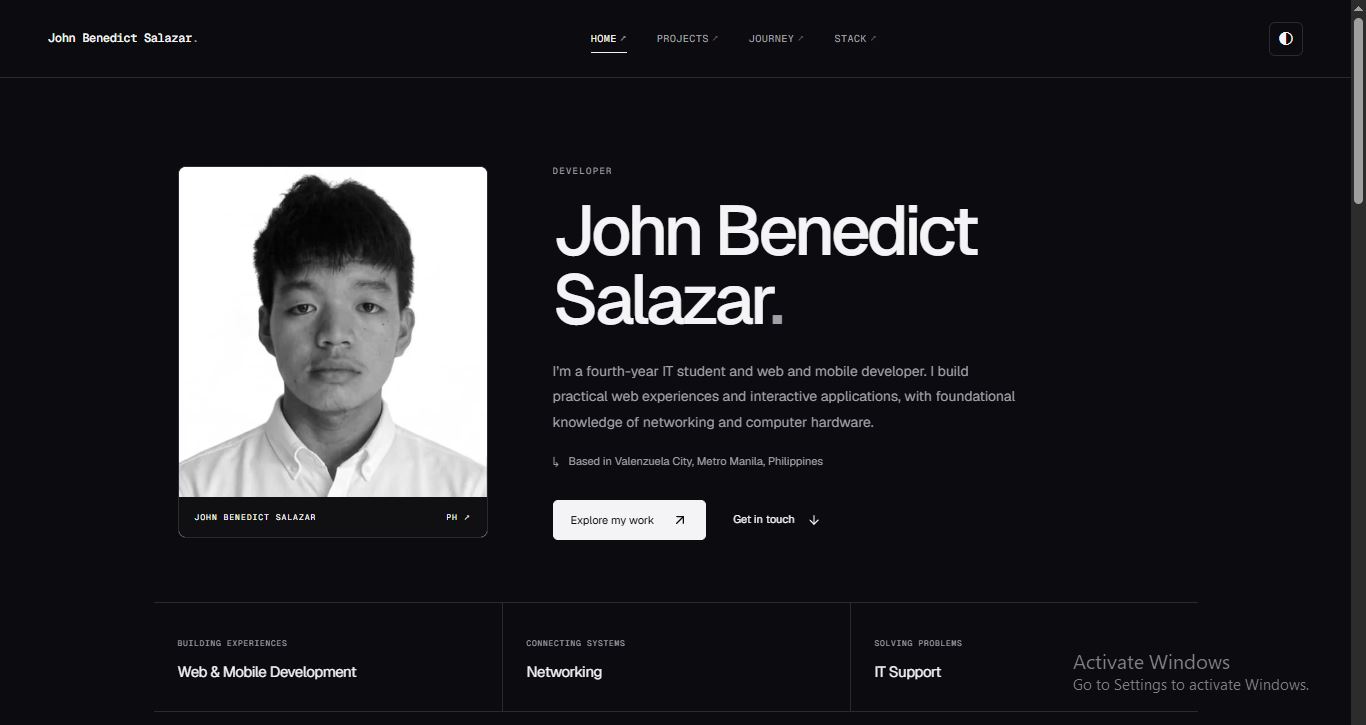 John Benedict Salazar.
HOME ↗ PROJECTS ↗ JOURNEY ↗ STACK ↗
DEVELOPER
John Benedict
Salazar.
I'm a fourth-year IT student and web and mobile developer. I build
practical web experiences and interactive applications, with foundational
knowledge of networking and computer hardware.
↳ Based in Valenzuela City, Metro Manila, Philippines
Explore my work ↗ Get in touch ↓
JOHN BENEDICT SALAZAR PH ↗
BUILDING EXPERIENCES
Web & Mobile Development
CONNECTING SYSTEMS
Networking
SOLVING PROBLEMS
IT Support
Activate Windows
Go to Settings to activate Windows.